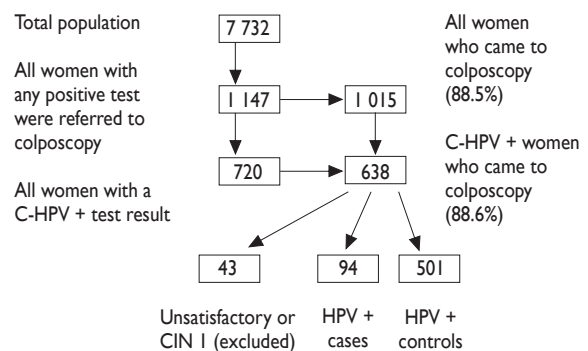 Total population
7 732
All women
who came to
colposcopy
(88.5%)
All women with
any positive test
were referred to
colposcopy
1 147
1 015
C-HPV + women
who came to
colposcopy
(88.6%)
All women with a
C-HPV + test result
720
638
43
94
501
Unsatisfactory or
CIN 1 (excluded)
HPV +
cases
HPV +
controls